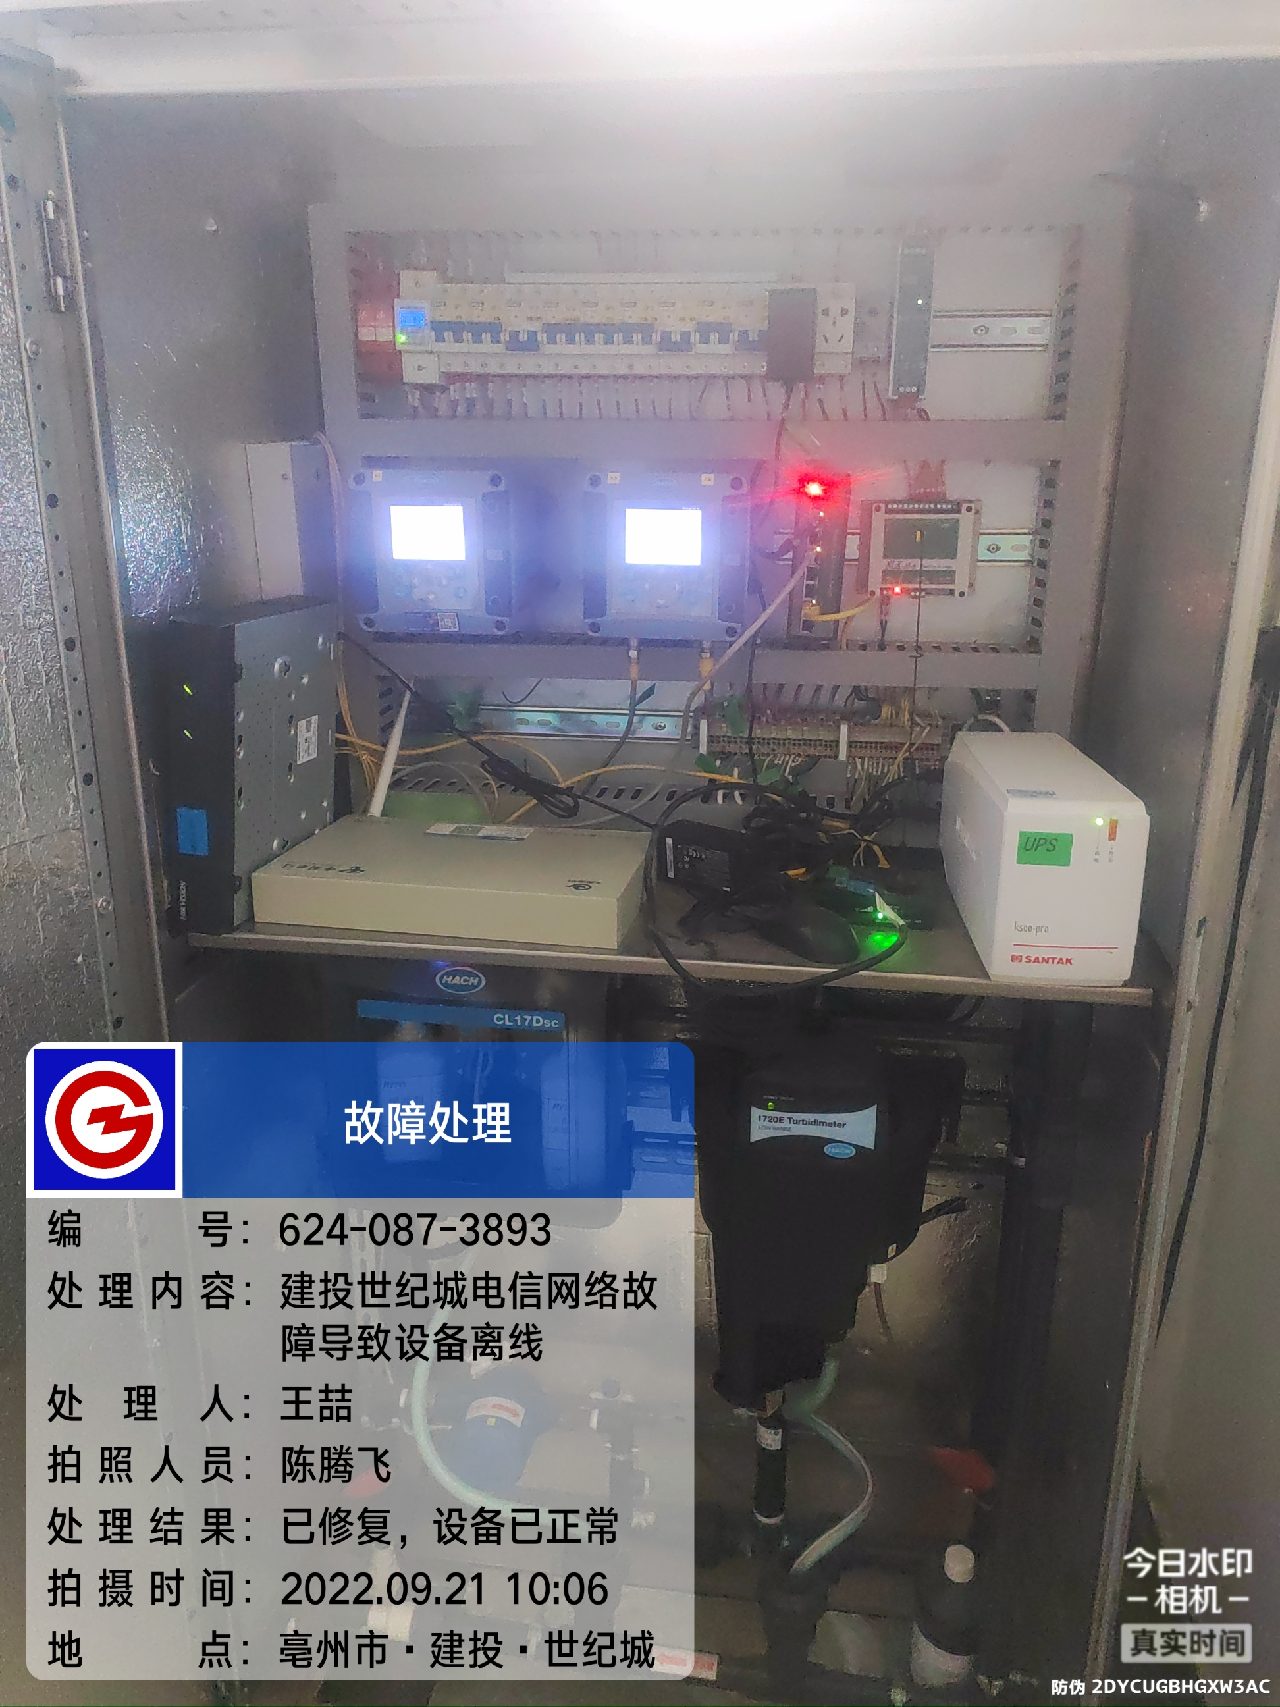 UPS
k500-pro
SANTAK
HACH
CL17Dsc
1720E Turbidimeter
HACH
故障处理
编号：624-087-3893
处理内容：建投世纪城电信网络故
障导致设备离线
处理人：王喆
拍照人员：陈腾飞
处理结果：已修复，设备已正常
拍摄时间：2022.09.21 10:06
地点：亳州市·建投·世纪城
今日水印
-相机-
真实时间
防伪 2DYCUGBHGXW3AC